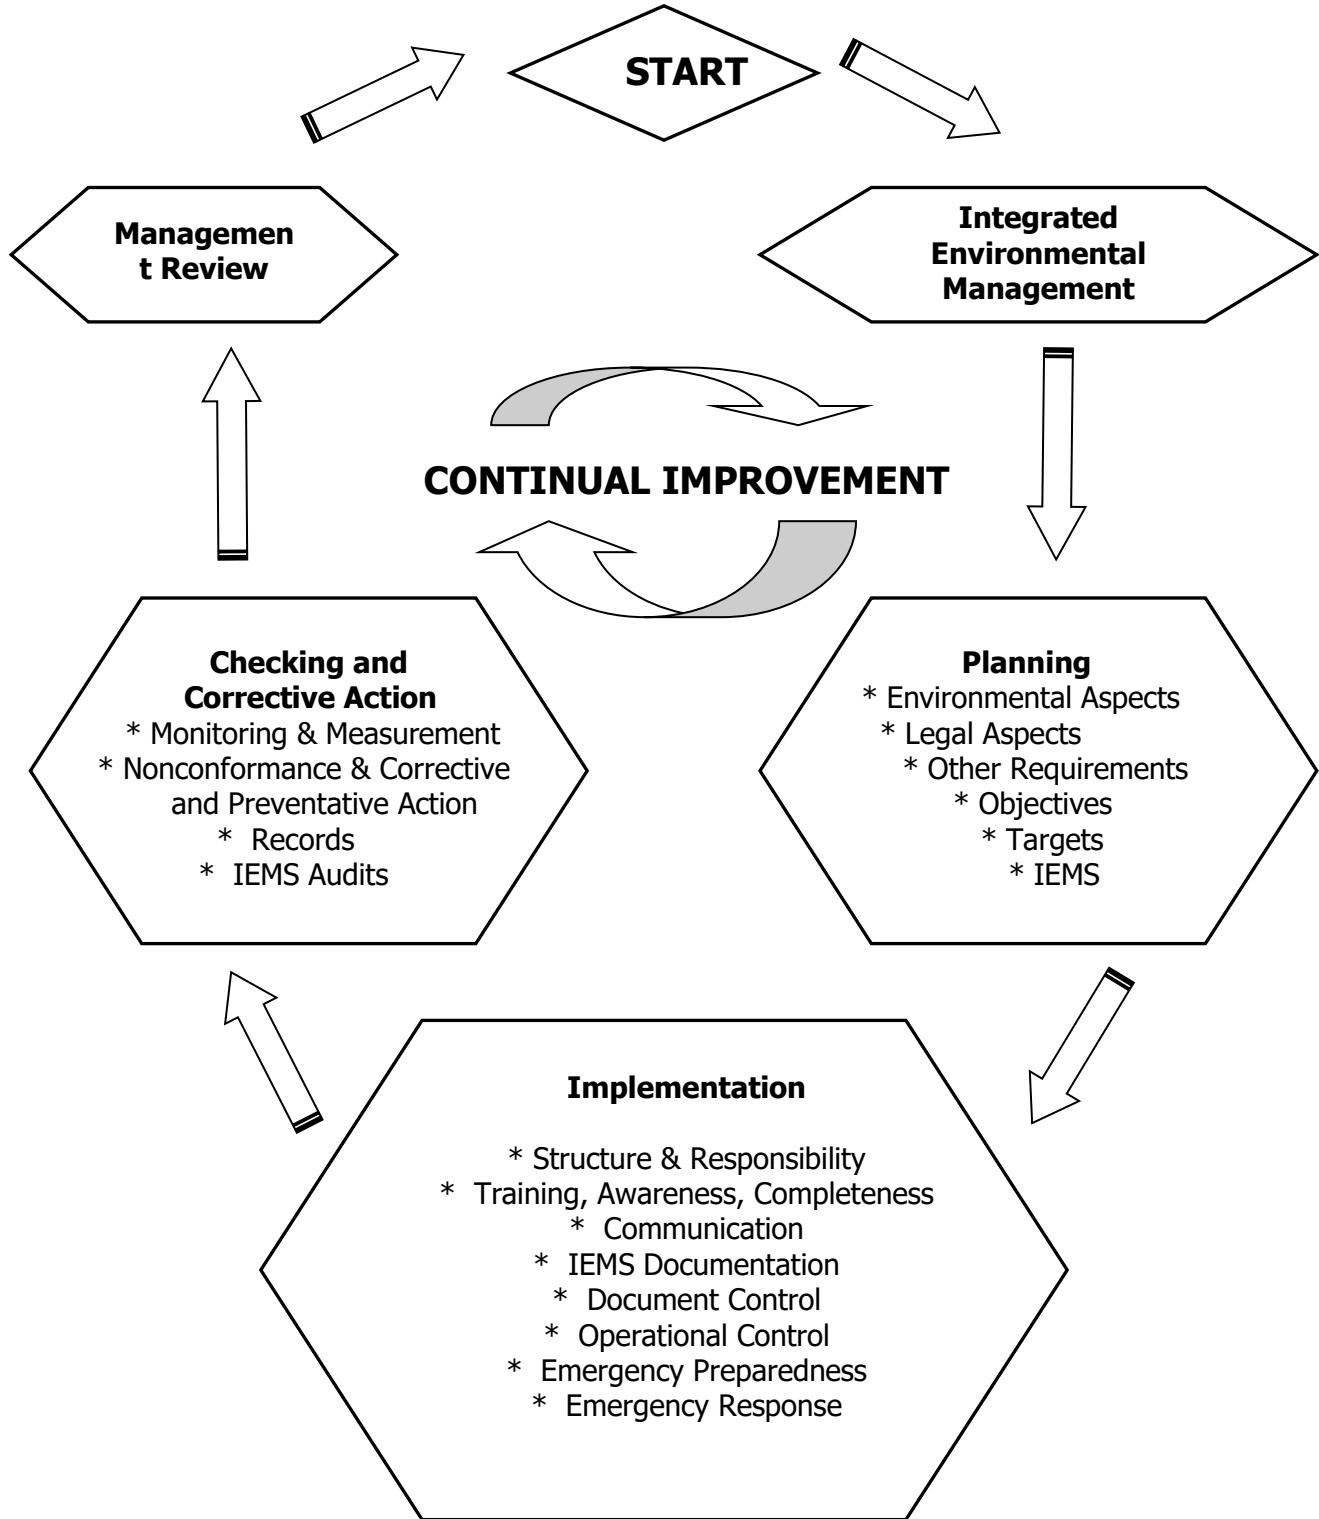 START
Integrated
Environmental
Management
Managemen
t Review
CONTINUAL IMPROVEMENT
Planning
* Environmental Aspects
* Legal Aspects
* Other Requirements
* Objectives
* Targets
* IEMS
Implementation
* Structure & Responsibility
* Training, Awareness, Completeness
* Communication
* IEMS Documentation
* Document Control
* Operational Control
* Emergency Preparedness
* Emergency Response
Checking and
Corrective Action
* Monitoring & Measurement
* Nonconformance & Corrective
and Preventative Action
* Records
* IEMS Audits